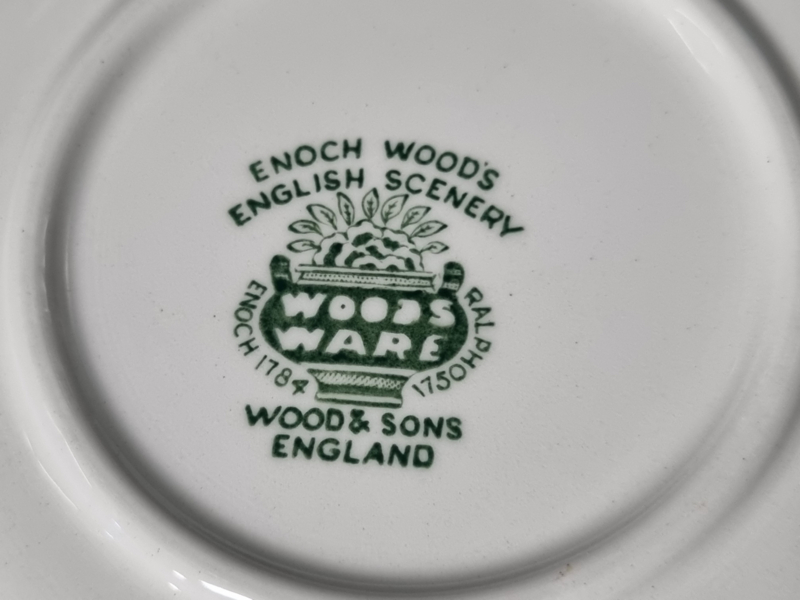 ENOCH WOOD'S
ENGLISH SCENERY
WOODS
WARE
ENOCH 1784
RALPH 1750
WOOD & SONS
ENGLAND